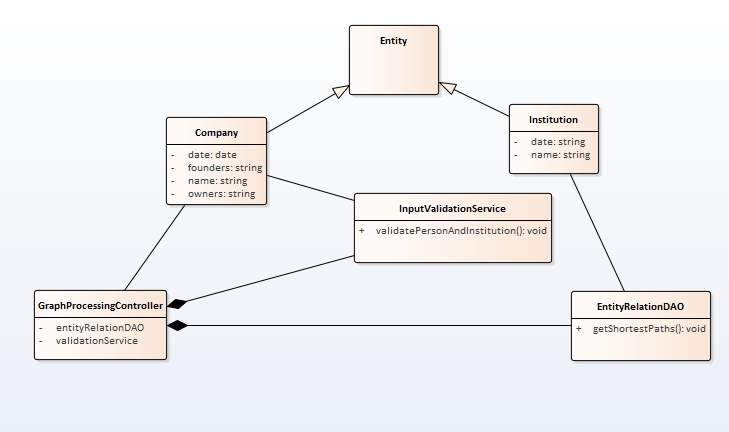 Entity
Company
- date: date
- founders: string
- name: string
- owners: string
Institution
- date: string
- name: string
InputValidationService
+ validatePersonAndInstitution(): void
GraphProcessingController
- entityRelationDAO
- validationService
EntityRelationDAO
+ getShortestPaths(): void